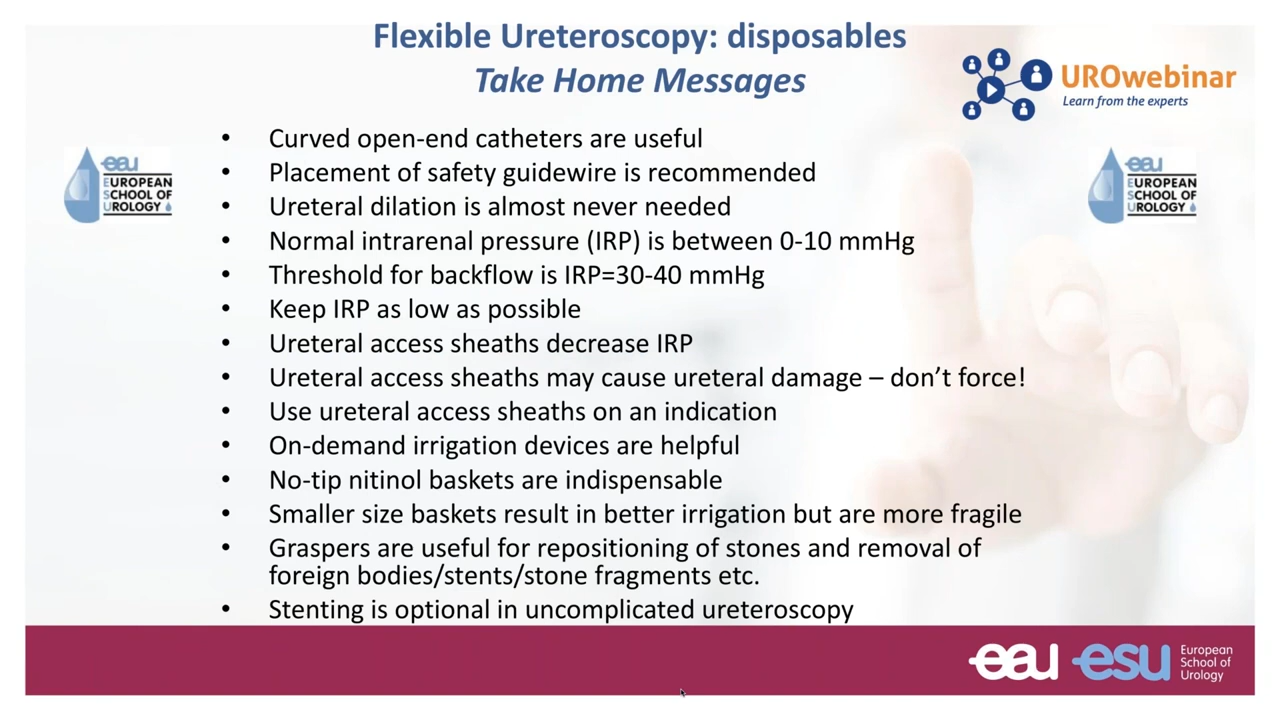 Flexible Ureteroscopy: disposables
Take Home Messages
UROwebinar
Learn from the experts
eau
EUROPEAN
SCHOOL OF
UROLOGY
eau
EUROPEAN
SCHOOL OF
UROLOGY
• Curved open-end catheters are useful
• Placement of safety guidewire is recommended
• Ureteral dilation is almost never needed
• Normal intrarenal pressure (IRP) is between 0-10 mmHg
• Threshold for backflow is IRP=30-40 mmHg
• Keep IRP as low as possible
• Ureteral access sheaths decrease IRP
• Ureteral access sheaths may cause ureteral damage – don’t force!
• Use ureteral access sheaths on an indication
• On-demand irrigation devices are helpful
• No-tip nitinol baskets are indispensable
• Smaller size baskets result in better irrigation but are more fragile
• Graspers are useful for repositioning of stones and removal of
foreign bodies/stents/stone fragments etc.
• Stenting is optional in uncomplicated ureteroscopy
eau esu
European
School of
Urology